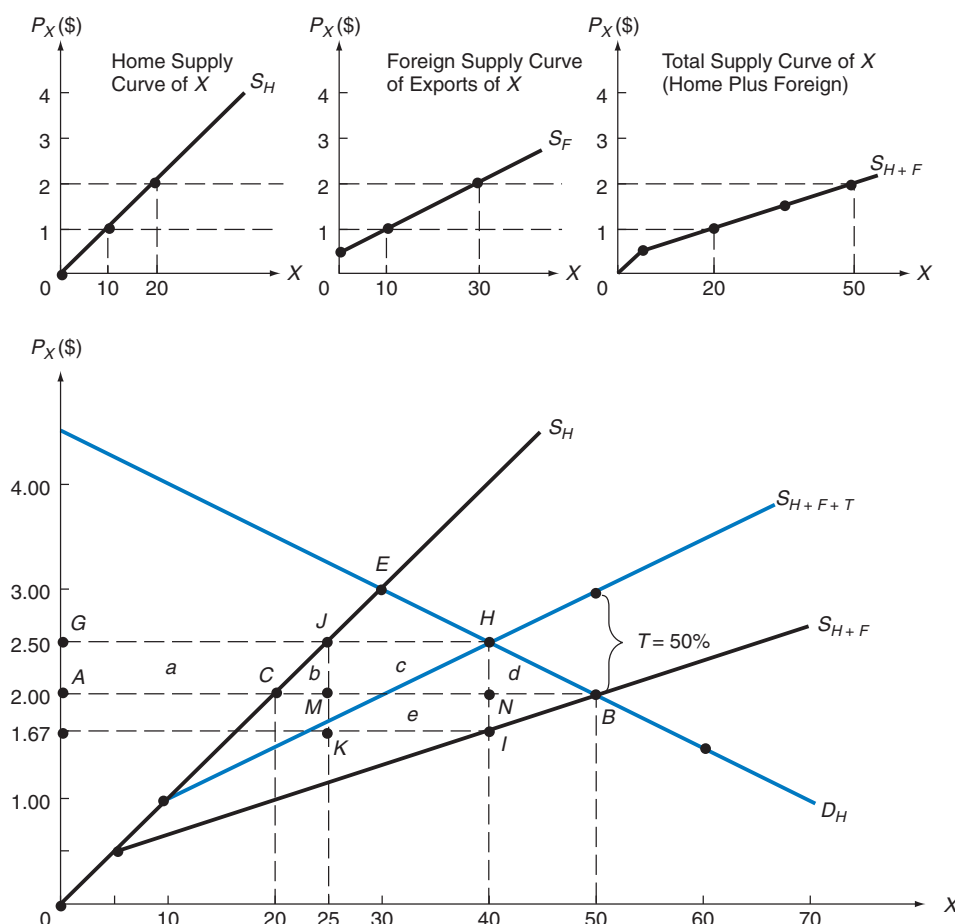 P_X($)
Home Supply
Curve of X
S_H
4
3
2
1
0
10
20
X
P_X($)
Foreign Supply Curve
of Exports of X
S_F
4
3
2
1
0
10
30
X
P_X($)
Total Supply Curve of X
(Home Plus Foreign)
S_{H+F}
4
3
2
1
0
20
50
X
P_X($)
S_H
4.00
S_{H+F+T}
E
3.00
G
J
H
2.50
S_{H+F}
T = 50%
a
c
A
C
b
d
2.00
M
e
N
B
1.67
K
I
1.00
D_H
0
10
20
25
30
40
50
60
70
X